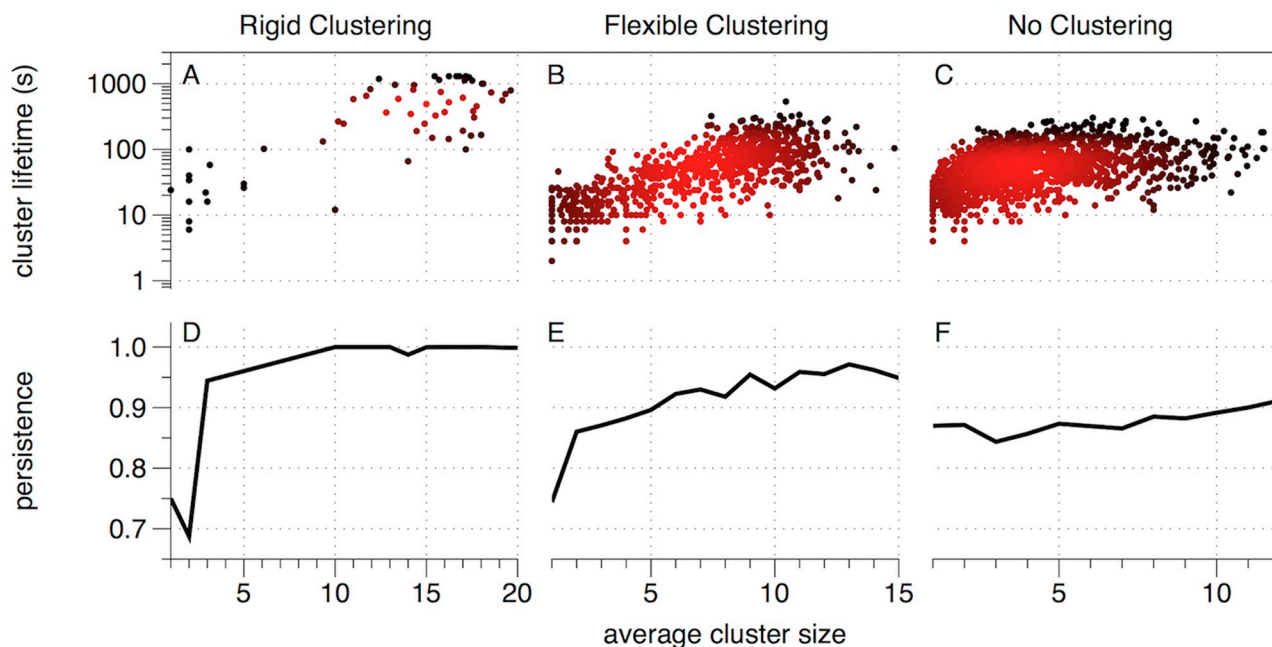 Rigid Clustering Flexible Clustering No Clustering
A B C
cluster lifetime (s)
1000
100
10
1
D E F
persistence
1.0
0.9
0.8
0.7
5 10 15 20 5 10 15 5 10
average cluster size